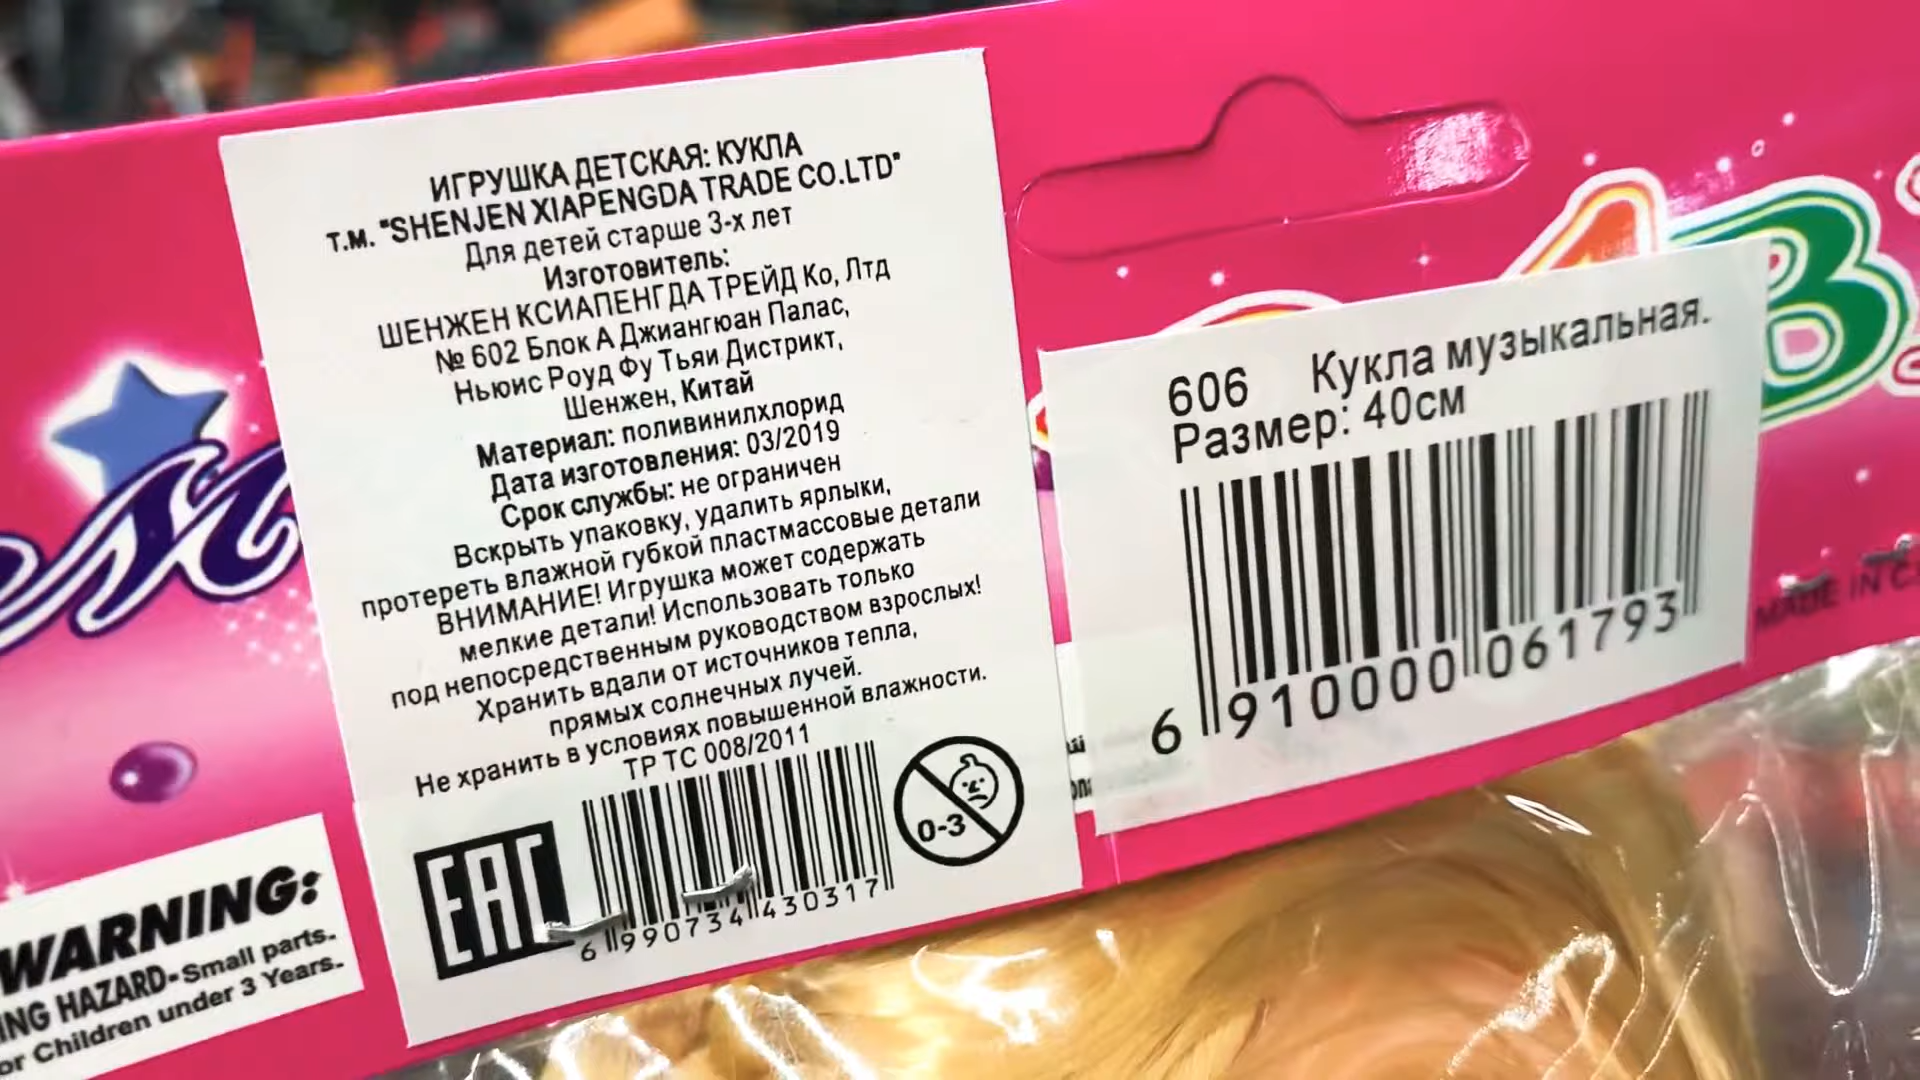 ИГРУШКА ДЕТСКАЯ: КУКЛА
Т.М. "SHENJEN XIAPENGDA TRADE CO.LTD"
Для детей старше 3-х лет
Изготовитель:
ШЕНЖЕН КСИАПЕНГДА ТРЕЙД Ко, Лтд
№ 602 Блок А Джиангюан Палас,
Ньюис Роуд Фу Тьяи Дистрикт,
Шенжен, Китай
Материал: поливинилхлорид
Дата изготовления: 03/2019
Срок службы: не ограничен
Вскрыть упаковку, удалить ярлыки,
протереть влажной губкой пластмассовые детали
ВНИМАНИЕ! Игрушка может содержать
мелкие детали! Использовать только
под непосредственным руководством взрослых!
Хранить вдали от источников тепла,
прямых солнечных лучей.
Не хранить в условиях повышенной влажности.
ТР ТС 008/2011
EAC
6 990734 430317
0-3
606 Кукла музыкальная.
Размер: 40см
6 910000 061793
MADE IN
WARNING:
HAZARD-Small parts.
Children under 3 Years.